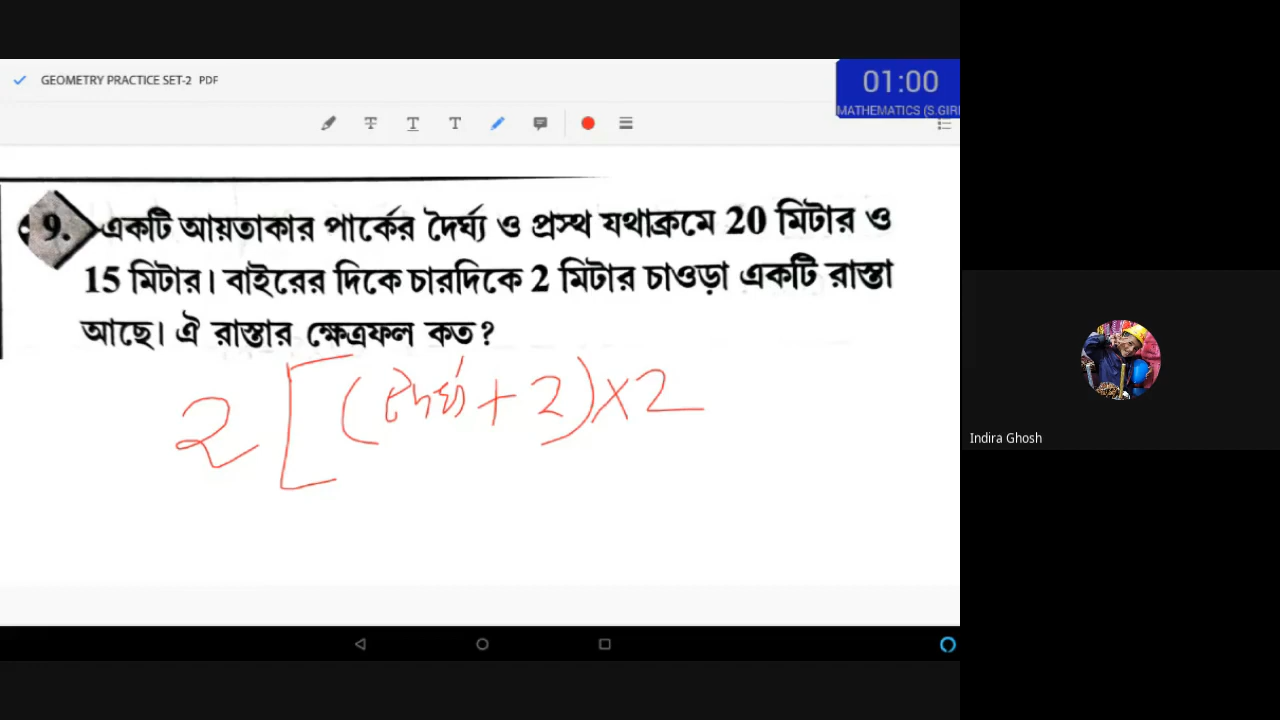 GEOMETRY PRACTICE SET-2 PDF
01:00
MATHEMATICS (S.GIRI
9. একটি আয়তাকার পার্কের দৈর্ঘ্য ও প্রস্থ যথাক্রমে 20 মিটার ও
15 মিটার। বাইরের দিকে চারদিকে 2 মিটার চাওড়া একটি রাস্তা
আছে। ঐ রাস্তার ক্ষেত্রফল কত?
2 [(দৈর্ঘ্য + 2) × 2
Indira Ghosh